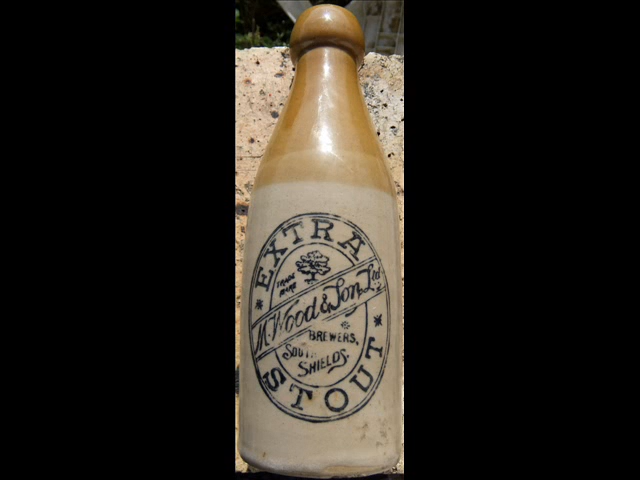 EXTRA
TRADE
MARK
M. Wood & Son, Ltd
BREWERS,
SOUTH
SHIELDS.
STOUT